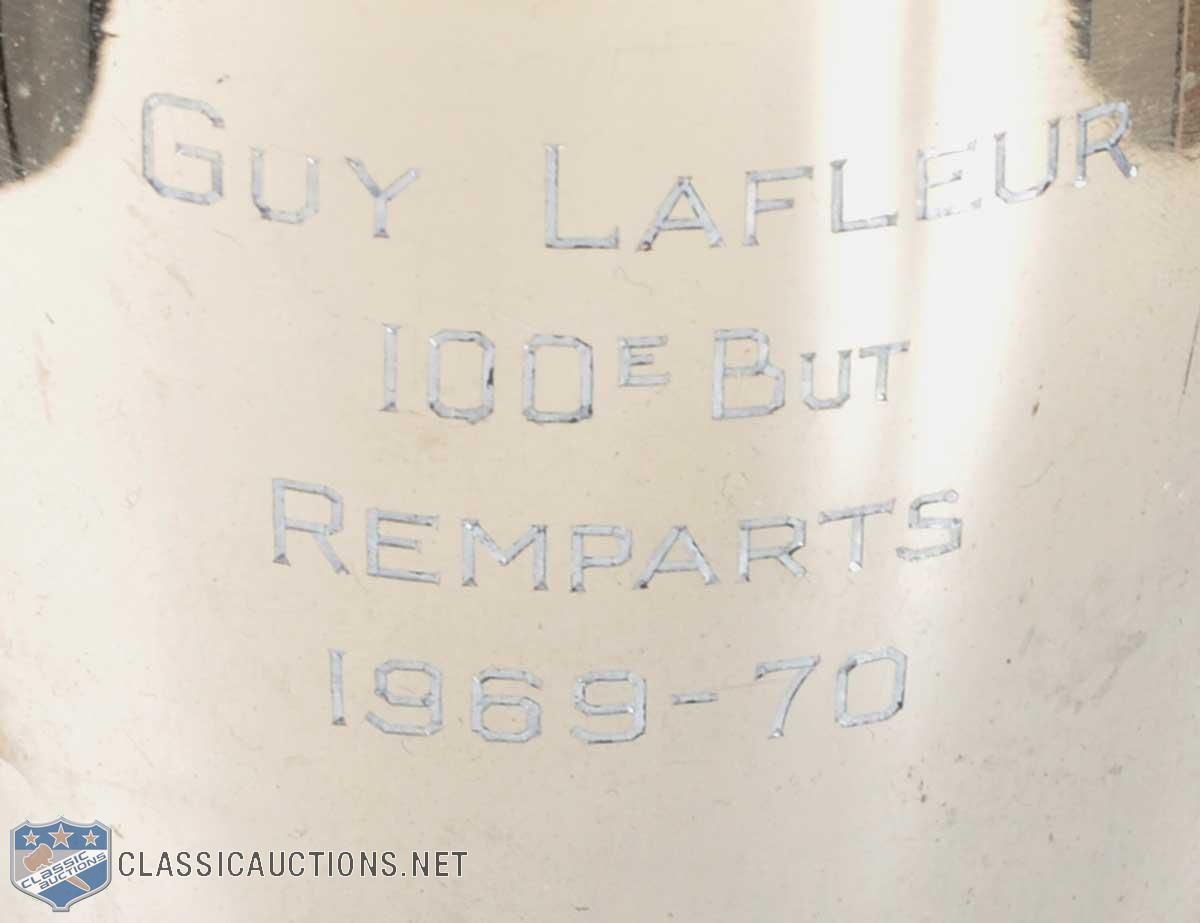 GUY LAFLEUR
100E BUT
REMPARTS
1969-70
CLASSIC AUCTIONS
CLASSICAUCTIONS.NET